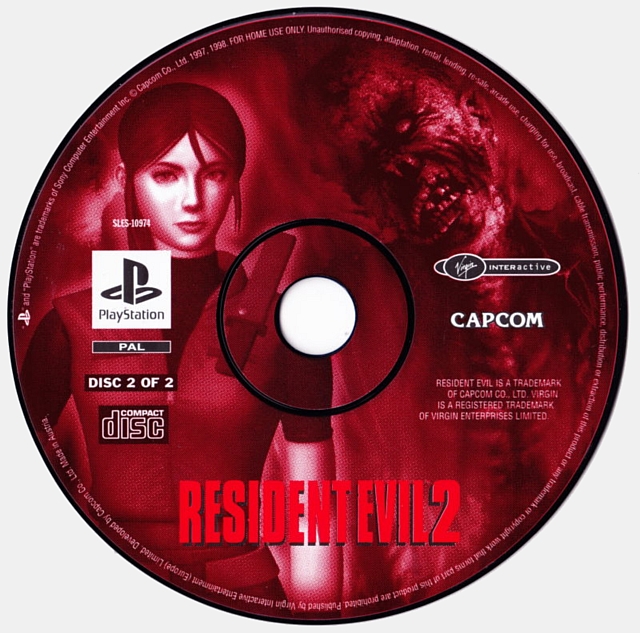 ⏵ and "PlayStation" are trademarks of Sony Computer Entertainment Inc. © Capcom Co., Ltd. 1997, 1998. FOR HOME USE ONLY. Unauthorised copying, adaptation, rental, lending, re-sale, arcade use, charging for use, broadcast, cable transmission, public performance, distribution or extraction of this product or any trademark or copyright work that forms part of this product are prohibited. Published by Virgin Interactive Entertainment (Europe) Limited. Developed by Capcom Co., Ltd. Made in Austria.
SLES-10974
PlayStation
PAL
DISC 2 OF 2
COMPACT
disc
Virgin INTERactive
CAPCOM
RESIDENT EVIL IS A TRADEMARK
OF CAPCOM CO., LTD. VIRGIN
IS A REGISTERED TRADEMARK
OF VIRGIN ENTERPRISES LIMITED.
RESIDENT EVIL 2